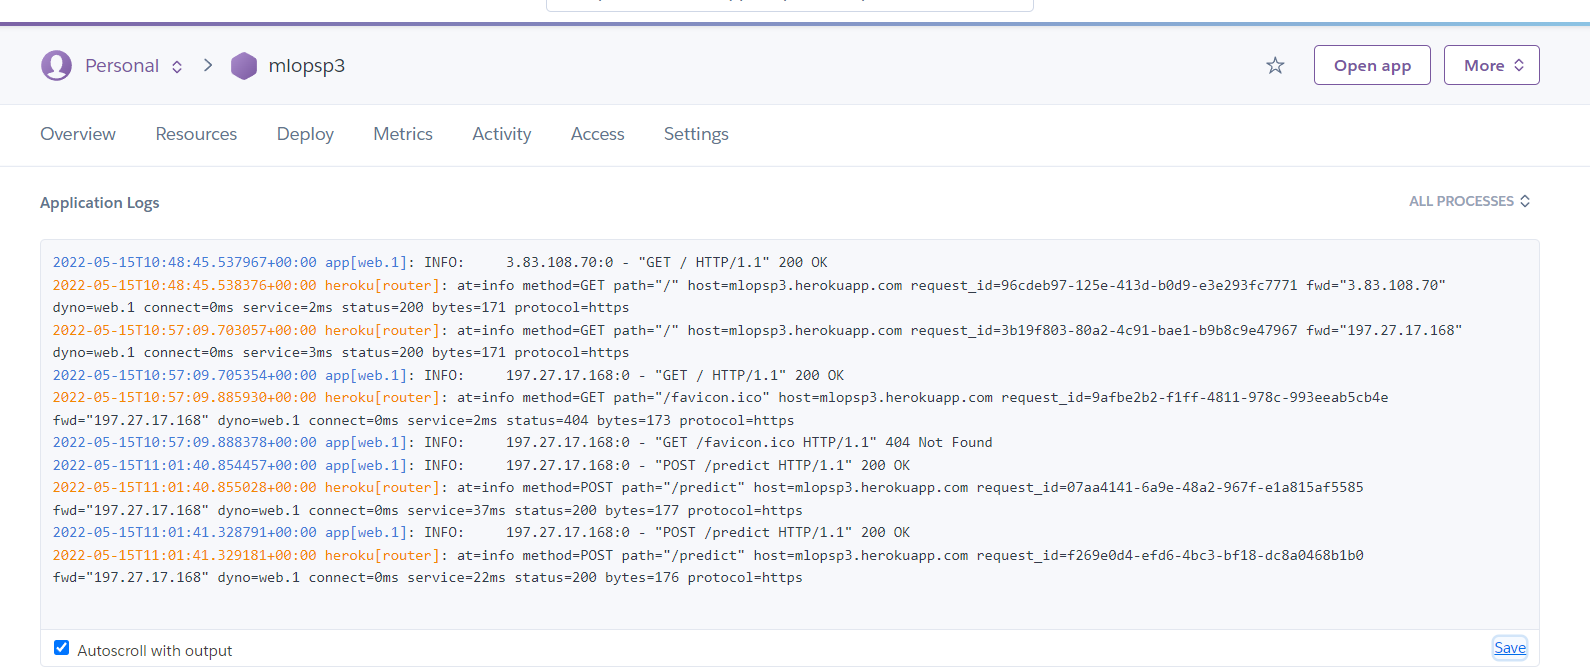 Personal
mlopsp3
Open app
More
Overview
Resources
Deploy
Metrics
Activity
Access
Settings
Application Logs
ALL PROCESSES
2022-05-15T10:48:45.537967+00:00 app[web.1]: INFO:     3.83.108.70:0 - "GET / HTTP/1.1" 200 OK
2022-05-15T10:48:45.538376+00:00 heroku[router]: at=info method=GET path="/" host=mlopsp3.herokuapp.com request_id=96cdeb97-125e-413d-b0d9-e3e293fc7771 fwd="3.83.108.70"
dyno=web.1 connect=0ms service=2ms status=200 bytes=171 protocol=https
2022-05-15T10:57:09.703057+00:00 heroku[router]: at=info method=GET path="/" host=mlopsp3.herokuapp.com request_id=3b19f803-80a2-4c91-bae1-b9b8c9e47967 fwd="197.27.17.168"
dyno=web.1 connect=0ms service=3ms status=200 bytes=171 protocol=https
2022-05-15T10:57:09.705354+00:00 app[web.1]: INFO:     197.27.17.168:0 - "GET / HTTP/1.1" 200 OK
2022-05-15T10:57:09.885930+00:00 heroku[router]: at=info method=GET path="/favicon.ico" host=mlopsp3.herokuapp.com request_id=9afbe2b2-f1ff-4811-978c-993eeab5cb4e
fwd="197.27.17.168" dyno=web.1 connect=0ms service=2ms status=404 bytes=173 protocol=https
2022-05-15T10:57:09.888378+00:00 app[web.1]: INFO:     197.27.17.168:0 - "GET /favicon.ico HTTP/1.1" 404 Not Found
2022-05-15T11:01:40.854457+00:00 app[web.1]: INFO:     197.27.17.168:0 - "POST /predict HTTP/1.1" 200 OK
2022-05-15T11:01:40.855028+00:00 heroku[router]: at=info method=POST path="/predict" host=mlopsp3.herokuapp.com request_id=07aa4141-6a9e-48a2-967f-e1a815af5585
fwd="197.27.17.168" dyno=web.1 connect=0ms service=37ms status=200 bytes=177 protocol=https
2022-05-15T11:01:41.328791+00:00 app[web.1]: INFO:     197.27.17.168:0 - "POST /predict HTTP/1.1" 200 OK
2022-05-15T11:01:41.329181+00:00 heroku[router]: at=info method=POST path="/predict" host=mlopsp3.herokuapp.com request_id=f269e0d4-efd6-4bc3-bf18-dc8a0468b1b0
fwd="197.27.17.168" dyno=web.1 connect=0ms service=22ms status=200 bytes=176 protocol=https
Autoscroll with output
Save